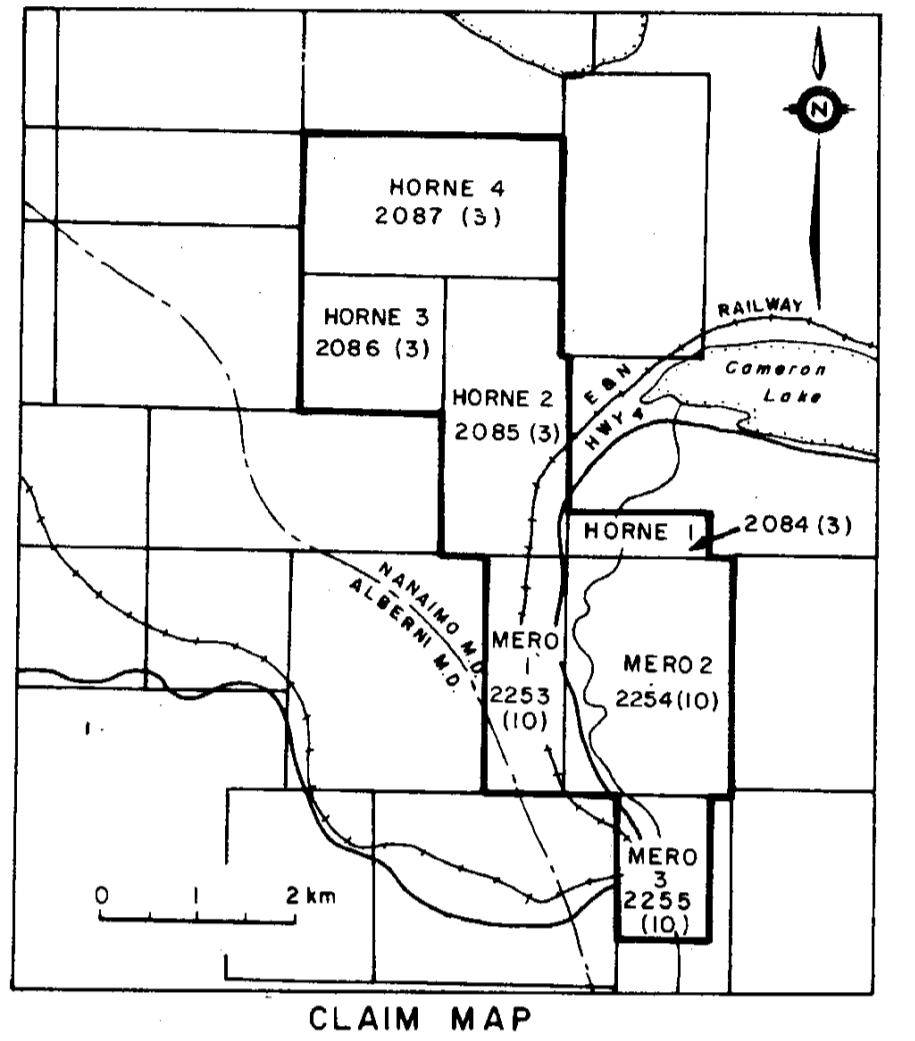 N
HORNE 4
2087 (3)
RAILWAY
HORNE 3
2086 (3)
Cameron
Lake
E&N
HWY 4
HORNE 2
2085 (3)
HORNE 1
2084 (3)
NANAIMO M.D.
ALBERNI M.D.
MERO
1
2253
(10)
MERO 2
2254 (10)
MERO
3
2255
(10)
0 1 2 km
CLAIM MAP